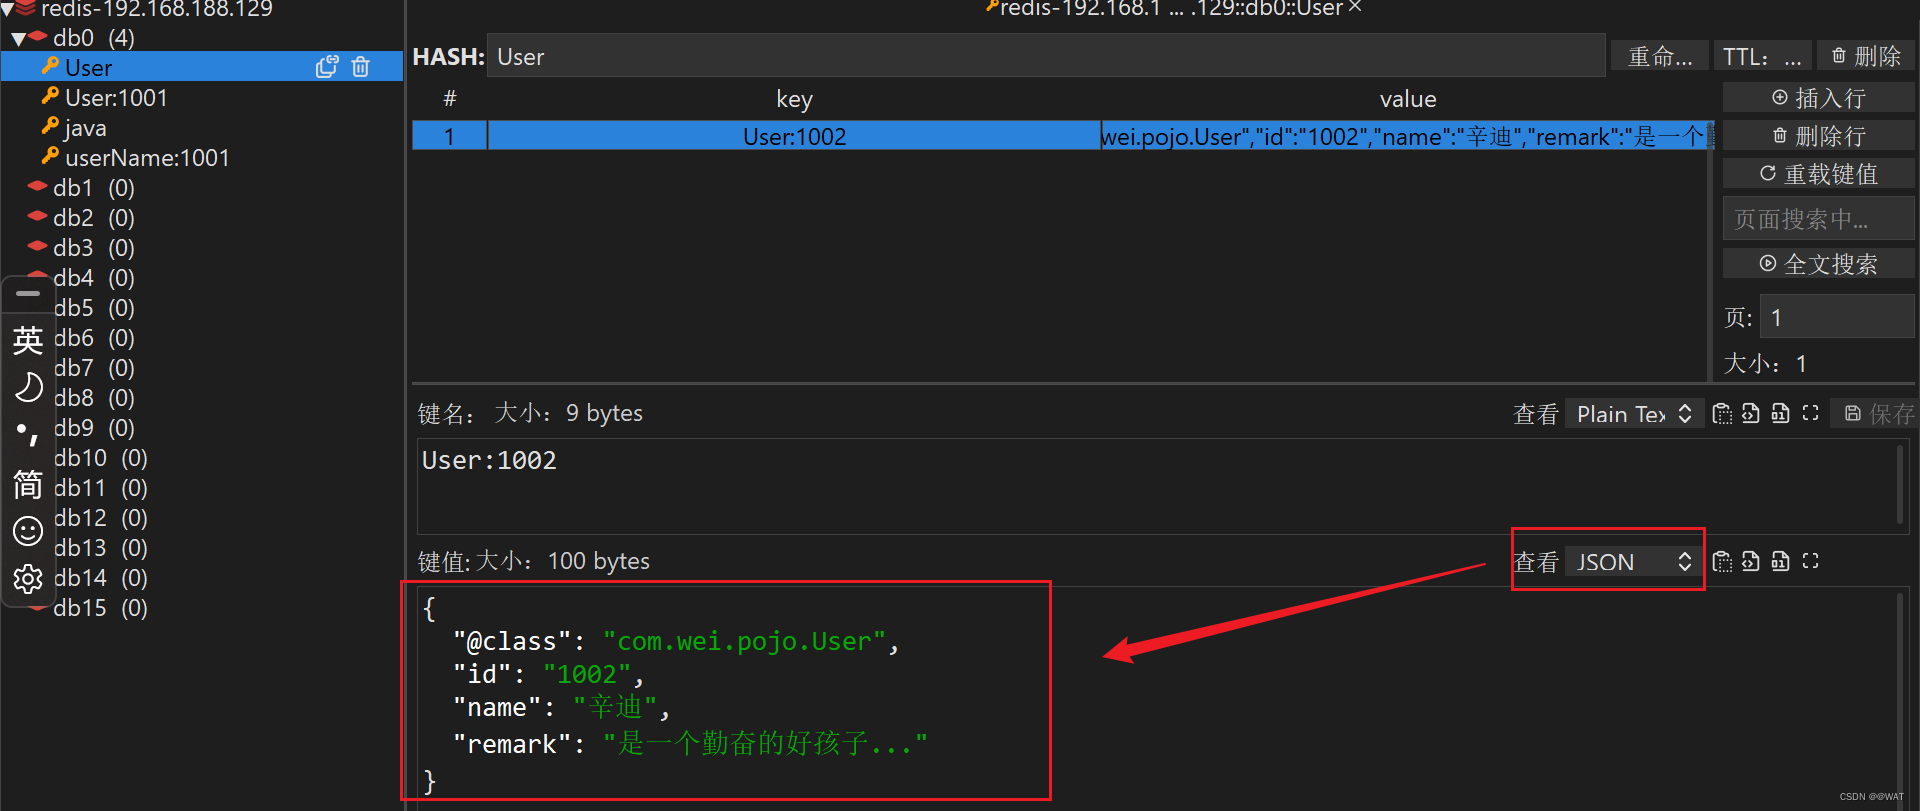 redis-192.168.188.129
db0 (4)
User
User:1001
java
userName:1001
db1 (0)
db2 (0)
db3 (0)
db4 (0)
db5 (0)
db6 (0)
db7 (0)
db8 (0)
db9 (0)
db10 (0)
db11 (0)
db12 (0)
db13 (0)
db14 (0)
db15 (0)
英
简
redis-192.168.1 ... .129::db0::User
HASH: User
重命...
TTL: ...
删除
# key value
1 User:1002 wei.pojo.User","id":"1002","name":"辛迪","remark":"是一个
插入行
删除行
重载键值
页面搜索中...
全文搜索
页: 1
大小: 1
键名: 大小: 9 bytes
查看 Plain Tex
保存
User:1002
键值: 大小: 100 bytes
查看 JSON
{
"@class": "com.wei.pojo.User",
"id": "1002",
"name": "辛迪",
"remark": "是一个勤奋的好孩子..."
}
CSDN @@WAT